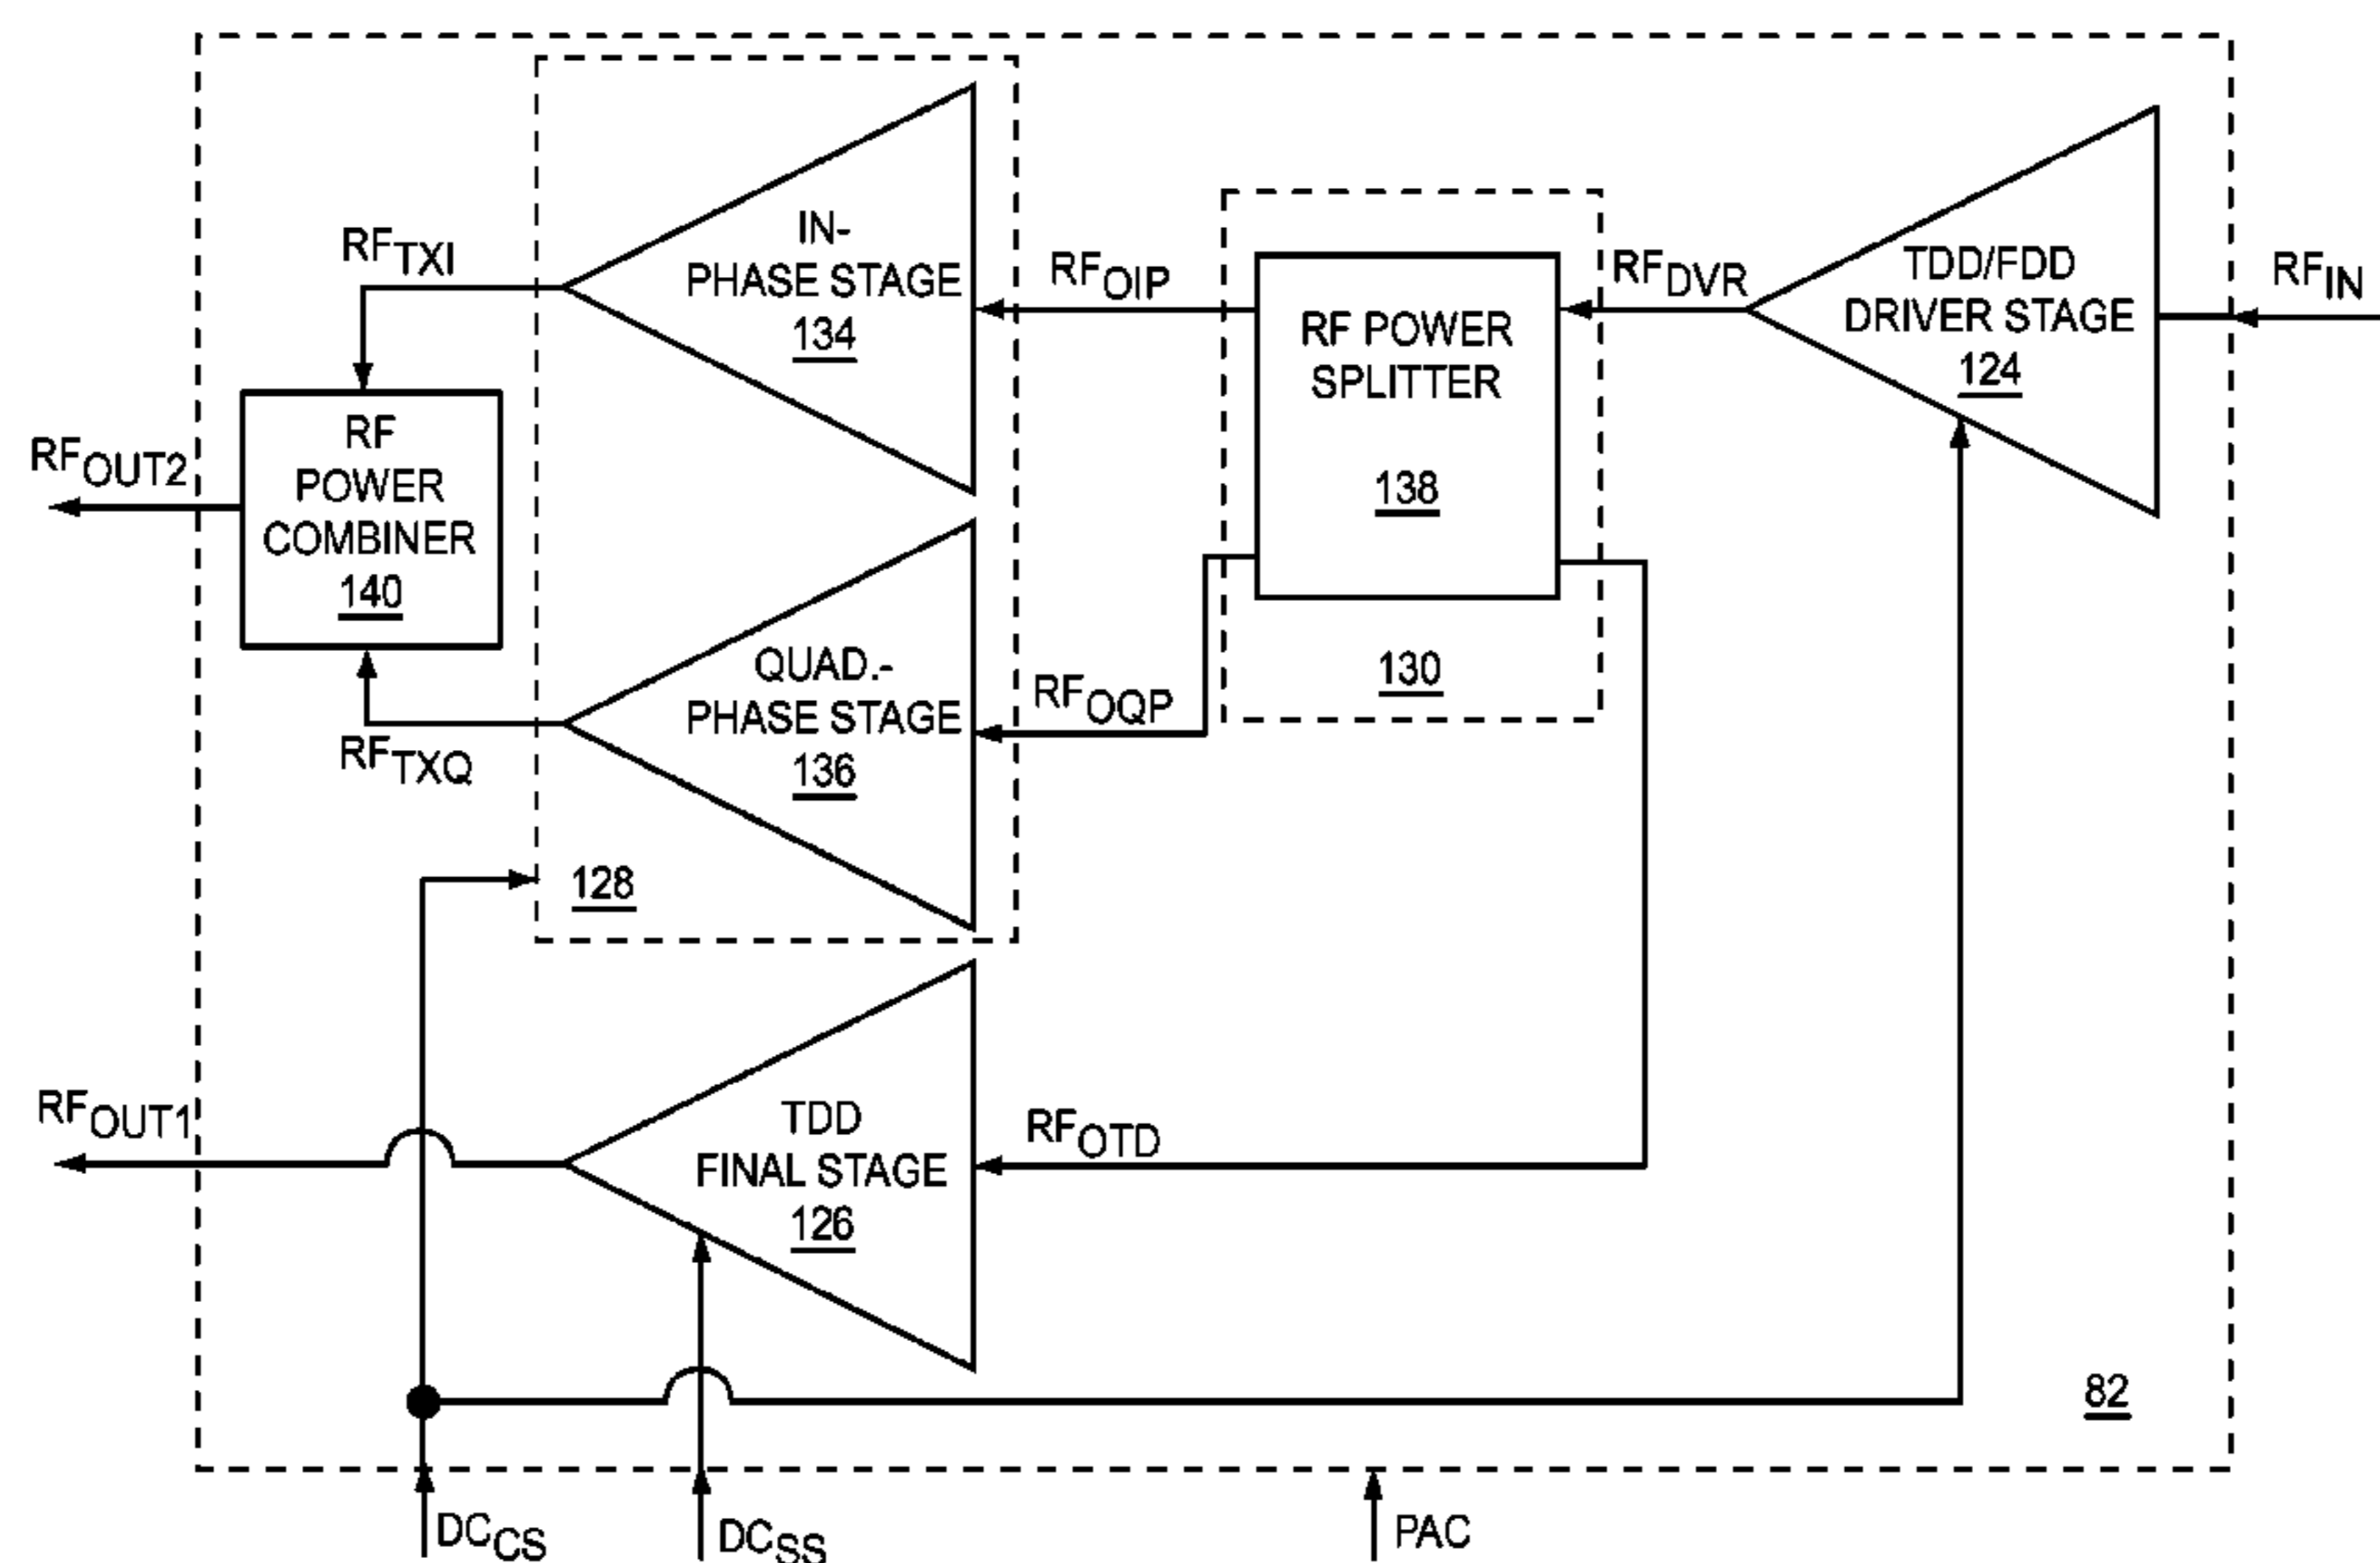 RFTXI
IN-
PHASE STAGE
134
RFOIP
RF POWER
SPLITTER
138
130
RFDVR
TDD/FDD
DRIVER STAGE
124
RFIN
RFOUT2
RF
POWER
COMBINER
140
RFTXQ
QUAD.-
PHASE STAGE
136
RFOQP
128
RFOUT1
TDD
FINAL STAGE
126
RFOTD
82
DCCS
DCSS
PAC